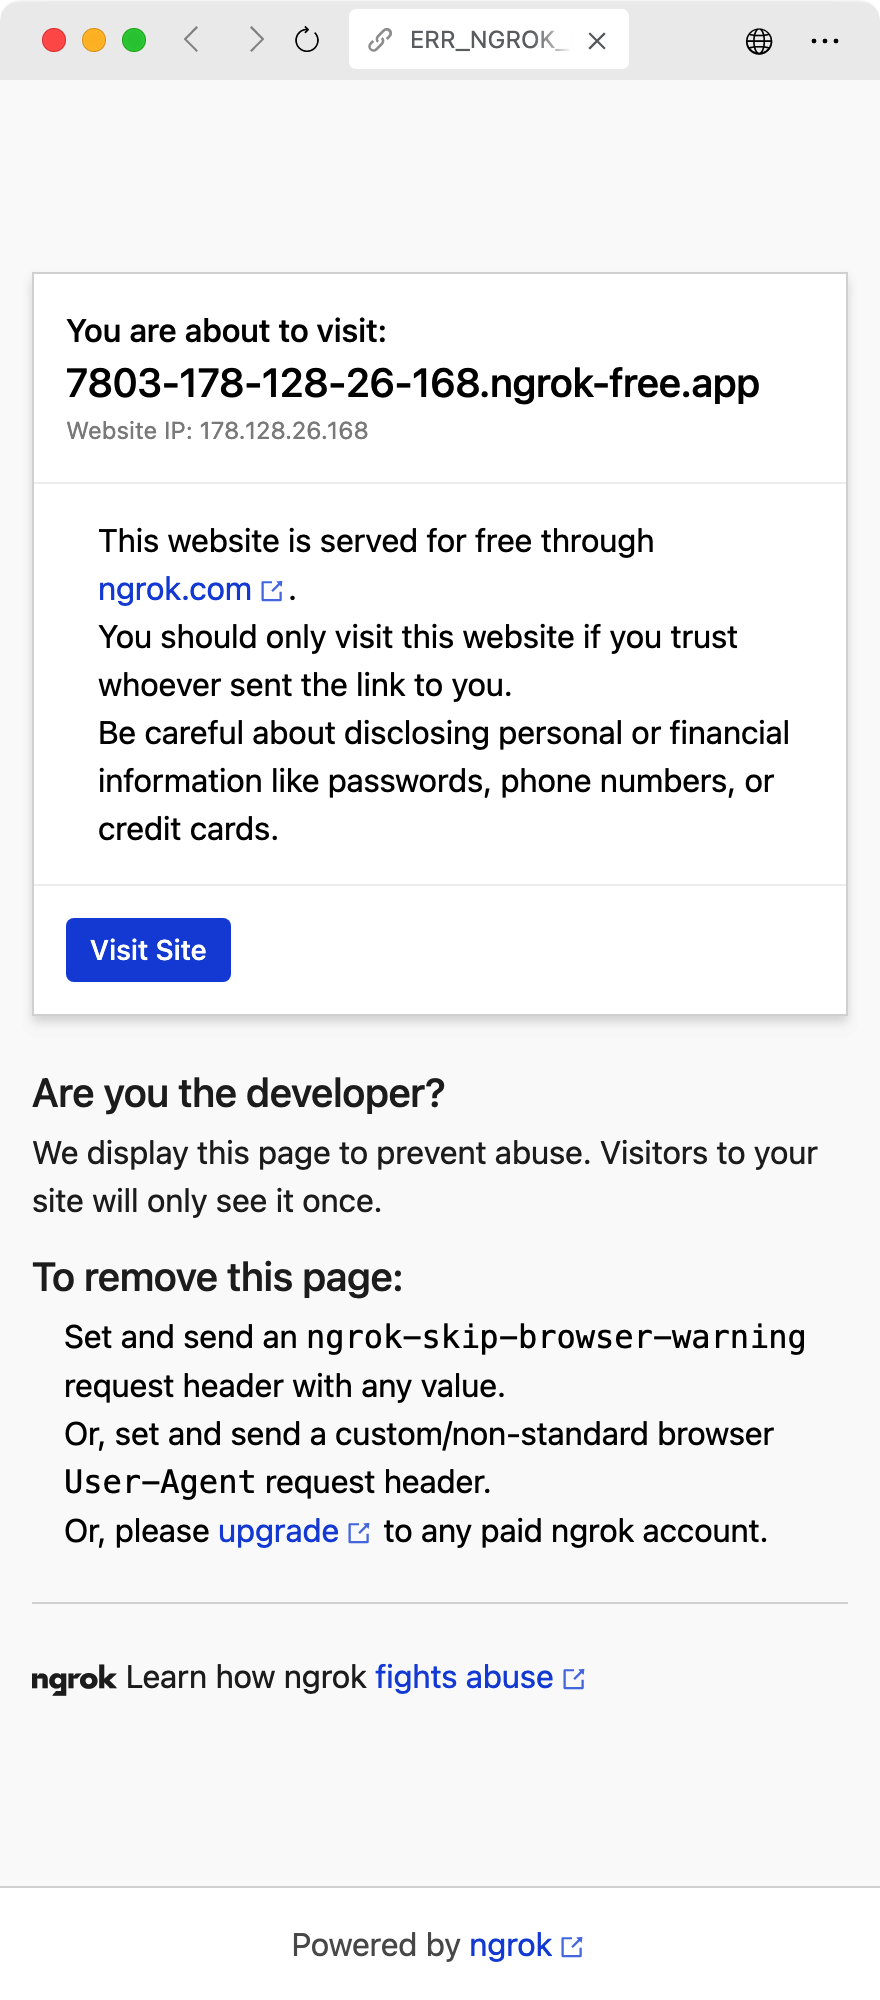 ERR_NGROK_
You are about to visit:
7803-178-128-26-168.ngrok-free.app
Website IP: 178.128.26.168
This website is served for free through
ngrok.com.
You should only visit this website if you trust
whoever sent the link to you.
Be careful about disclosing personal or financial
information like passwords, phone numbers, or
credit cards.
Visit Site
Are you the developer?
We display this page to prevent abuse. Visitors to your
site will only see it once.
To remove this page:
Set and send an ngrok-skip-browser-warning
request header with any value.
Or, set and send a custom/non-standard browser
User-Agent request header.
Or, please upgrade to any paid ngrok account.
ngrok Learn how ngrok fights abuse
Powered by ngrok